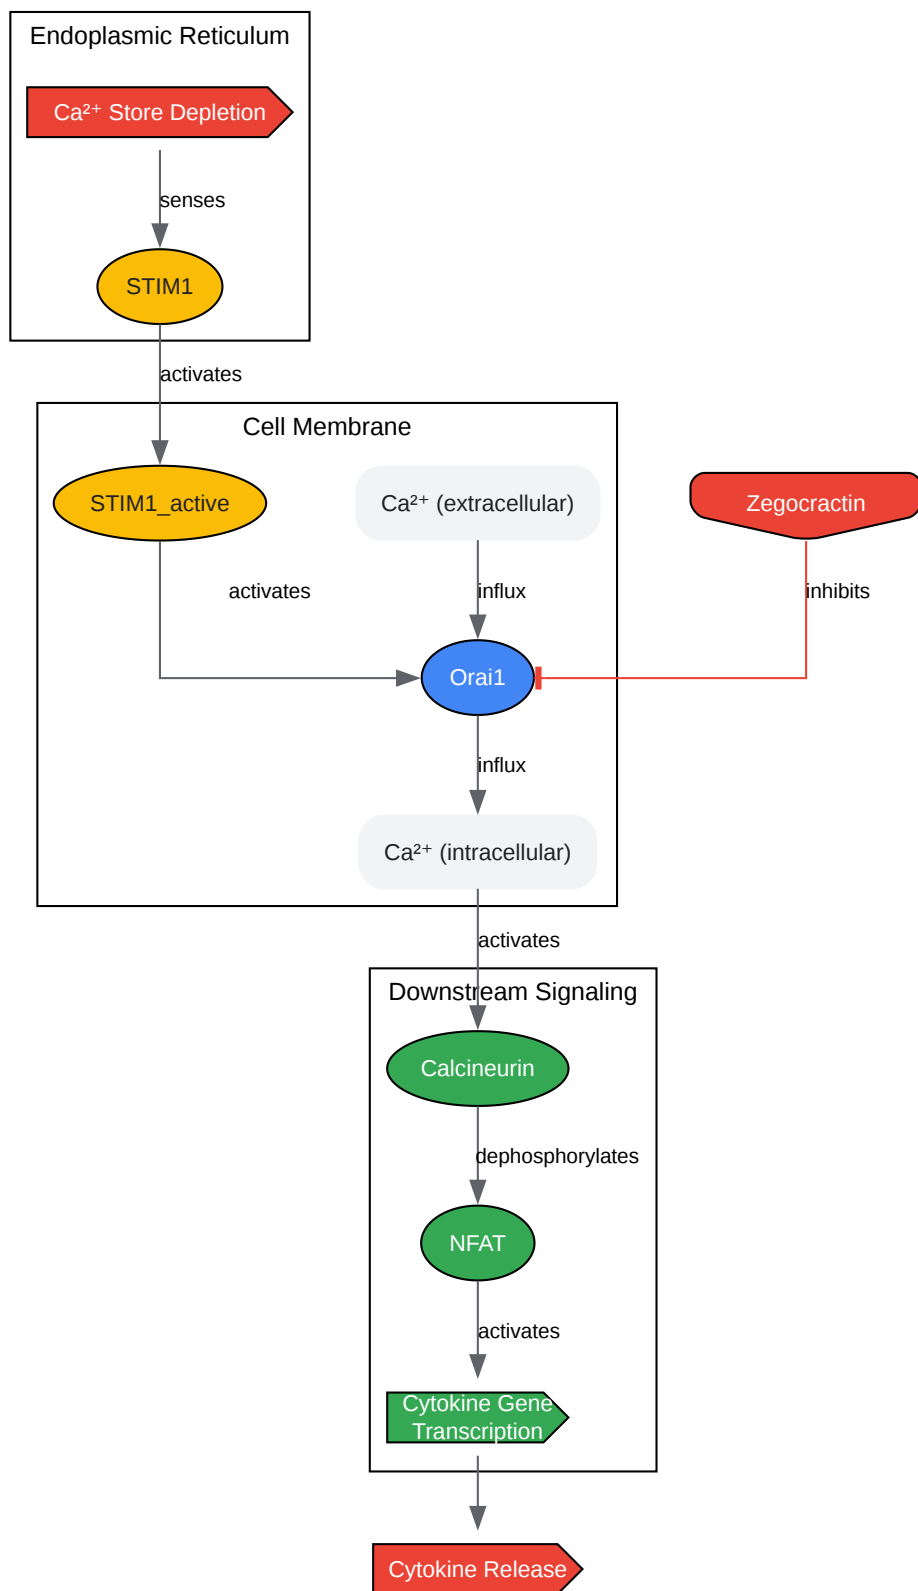 Endoplasmic Reticulum
Ca²⁺ Store Depletion
senses
STIM1
activates
Cell Membrane
STIM1_active
Ca²⁺ (extracellular)
Zegocractin
activates
influx
inhibits
Orai1
influx
Ca²⁺ (intracellular)
activates
Downstream Signaling
Calcineurin
dephosphorylates
NFAT
activates
Cytokine Gene
Transcription
Cytokine Release